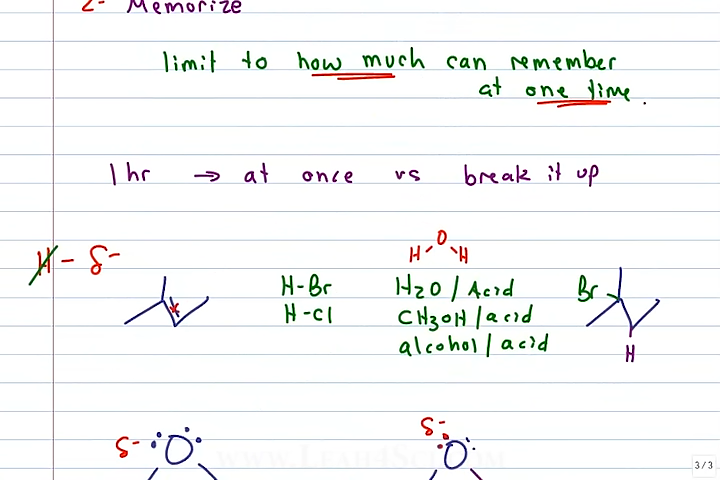 2- Memorize
limit to how much can remember
at one time.
1hr → at once vs break it up
H - δ-
O
H H
H-Br H2O / Acid Br
H-Cl CH3OH / acid
alcohol / acid
H
δ- O
δ- O
www.Leah4Sci.com
3/3